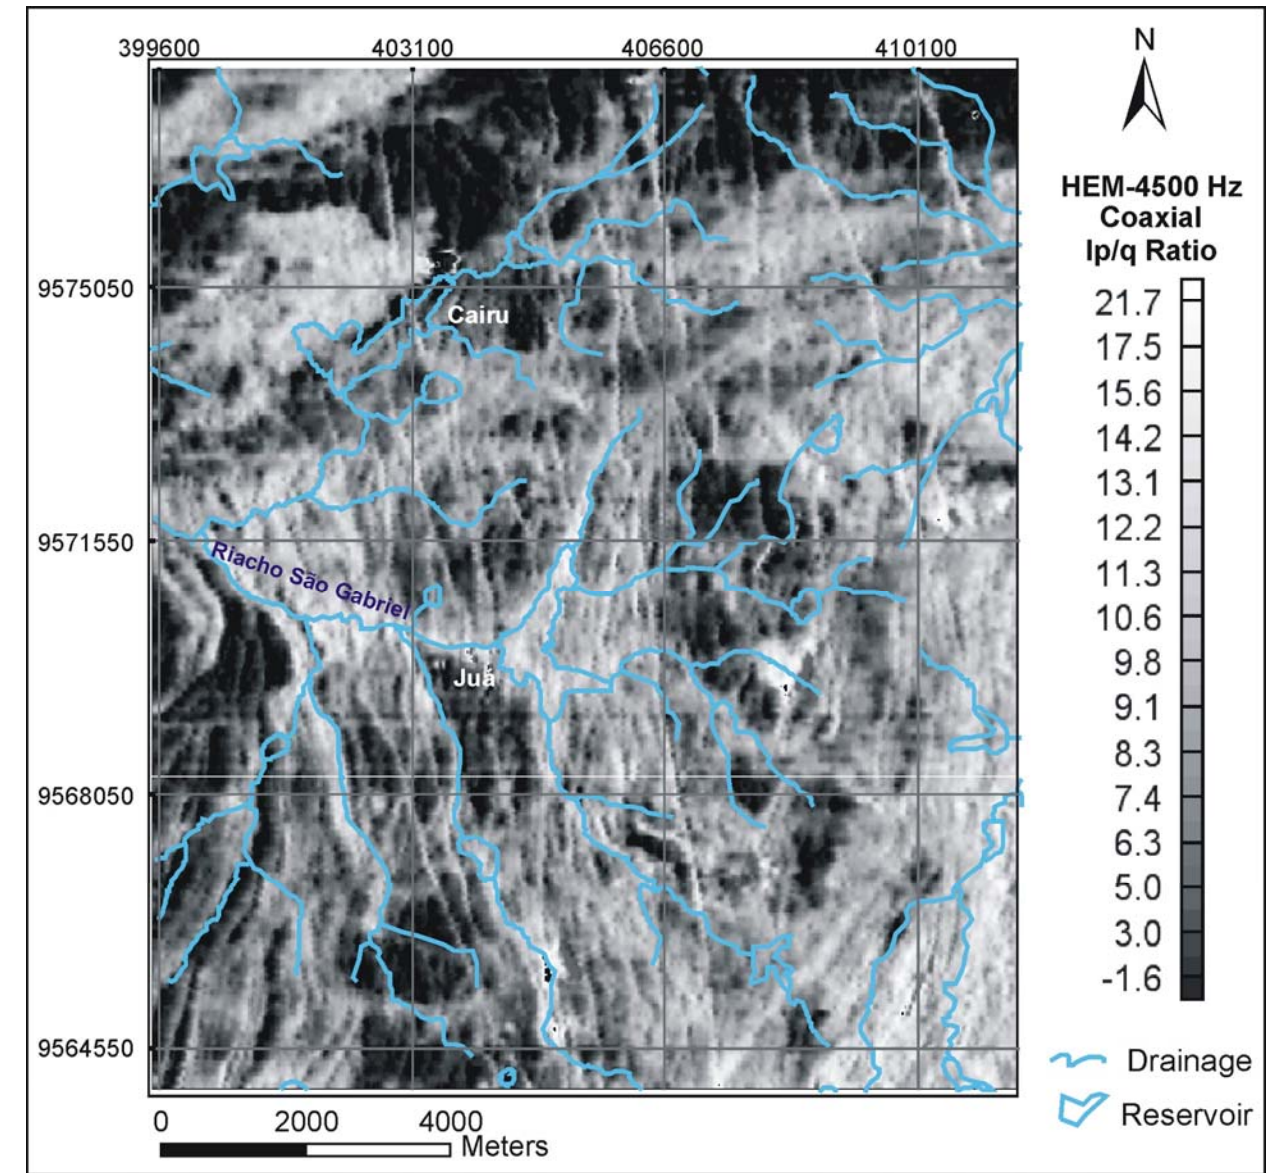 399600 403100 406600 410100
N
HEM-4500 Hz
Coaxial
Ip/q Ratio
21.7
17.5
15.6
14.2
13.1
12.2
11.3
10.6
9.8
9.1
8.3
7.4
6.3
5.0
3.0
-1.6
9575050
9571550
9568050
9564550
Cairu
Riacho São Gabriel
Juá
Drainage
Reservoir
0 2000 4000
Meters